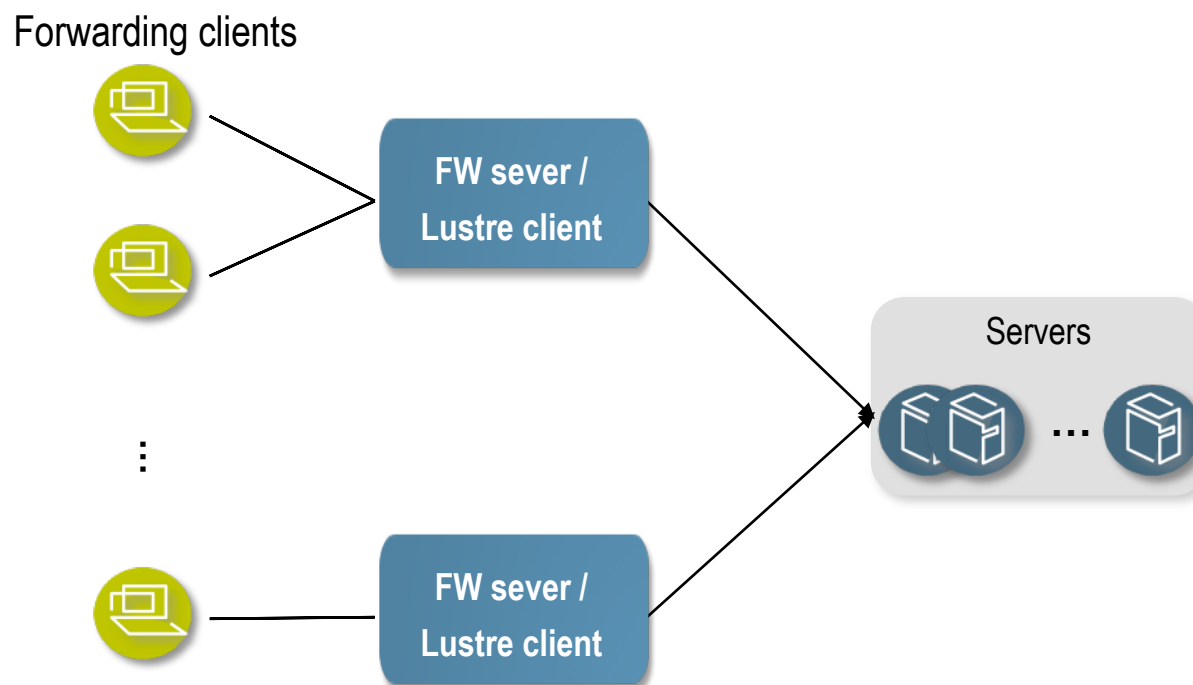 Forwarding clients
FW sever /
Lustre client
Servers
...
⋮
FW sever /
Lustre client